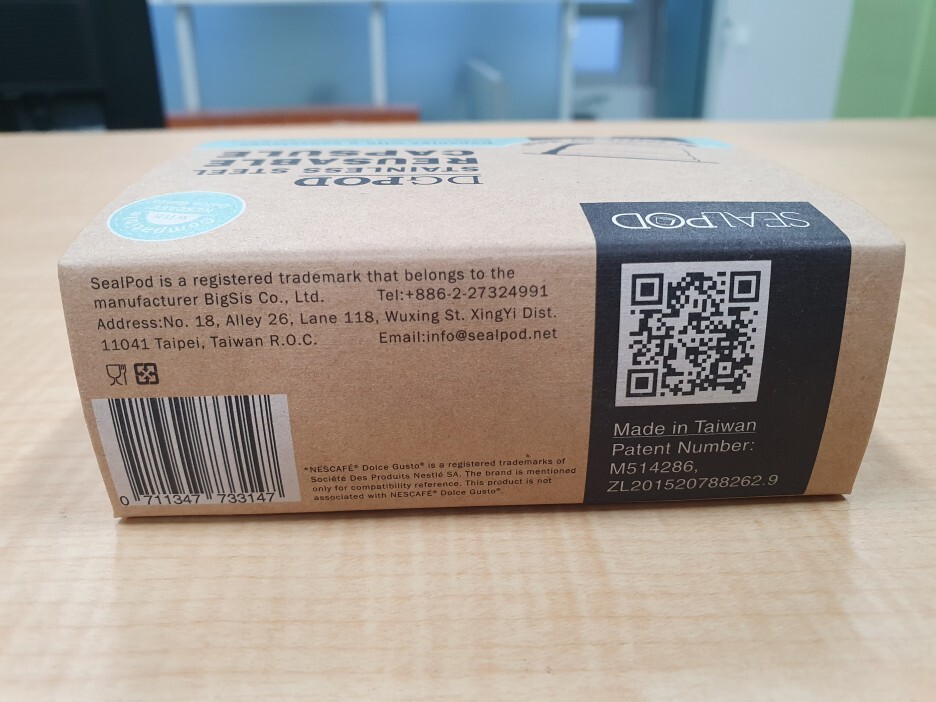 DGPOD
STAINLESS STEEL
REUSABLE
CAPSULE
Compatible
with
SEALPOD
SealPod is a registered trademark that belongs to the
manufacturer BigSis Co., Ltd. Tel:+886-2-27324991
Address:No. 18, Alley 26, Lane 118, Wuxing St. XingYi Dist.
11041 Taipei, Taiwan R.O.C. Email:info@sealpod.net
0 711347 733147
*NESCAFÉ® Dolce Gusto® is a registered trademarks of
Société Des Produits Nestlé SA. The brand is mentioned
only for compatibility reference. This product is not
associated with NESCAFÉ® Dolce Gusto®.
Made in Taiwan
Patent Number:
M514286,
ZL201520788262.9